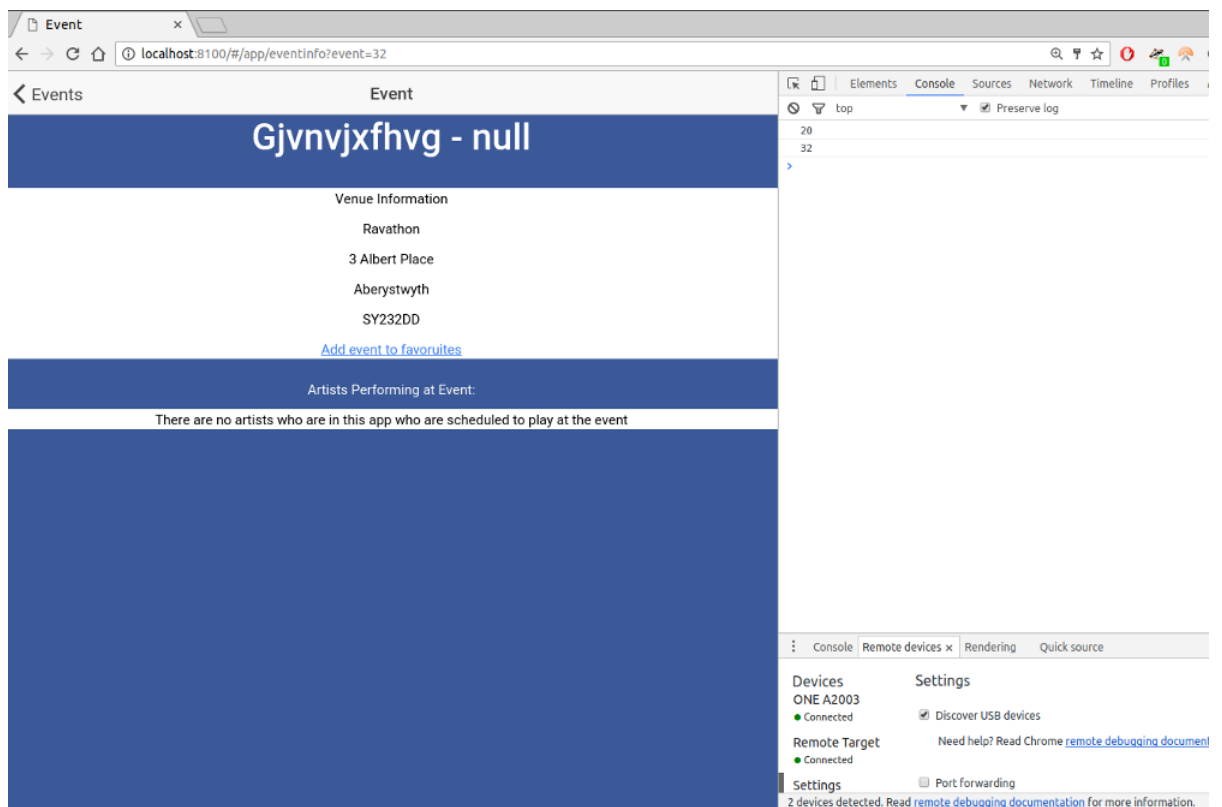 Event
localhost:8100/#/app/eventinfo?event=32
Events
Event
Gjvnvjxfhvg - null
Venue Information
Ravathon
3 Albert Place
Aberystwyth
SY232DD
Add event to favoruites
Artists Performing at Event:
There are no artists who are in this app who are scheduled to play at the event
Elements Console Sources Network Timeline Profiles
top Preserve log
20
32
>
Console Remote devices × Rendering Quick source
Devices
ONE A2003
Connected
Remote Target
Connected
Settings
Settings
Discover USB devices
Need help? Read Chrome remote debugging document
Port forwarding
2 devices detected. Read remote debugging documentation for more information.